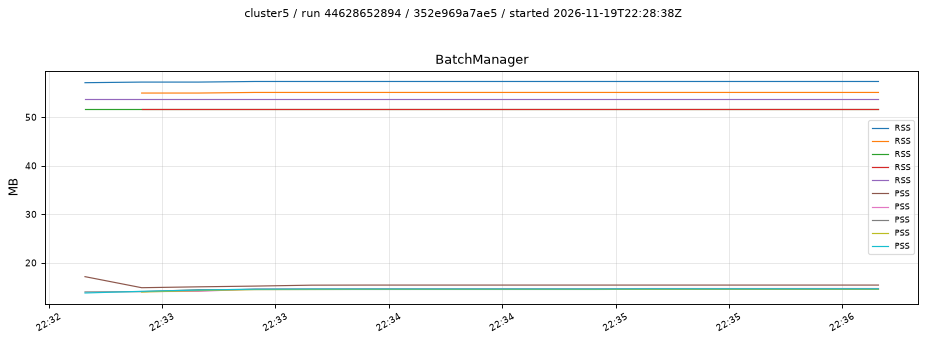 cluster5 / run 44628652894 / 352e969a7ae5 / started 2026-11-19T22:28:38Z
BatchManager
MB
50
40
30
20
RSS
RSS
RSS
RSS
RSS
PSS
PSS
PSS
PSS
PSS
22:32
22:33
22:33
22:34
22:34
22:35
22:35
22:36